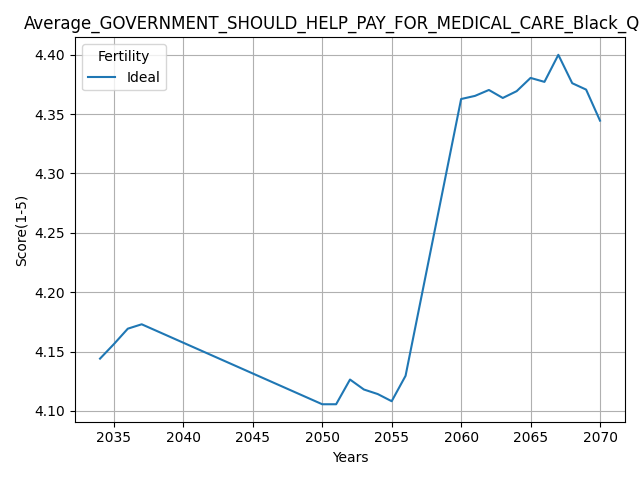 Average_GOVERNMENT_SHOULD_HELP_PAY_FOR_MEDICAL_CARE_Black_Q
Fertility
Ideal
4.40
4.35
4.30
4.25
4.20
4.15
4.10
Score(1-5)
2035 2040 2045 2050 2055 2060 2065 2070
Years